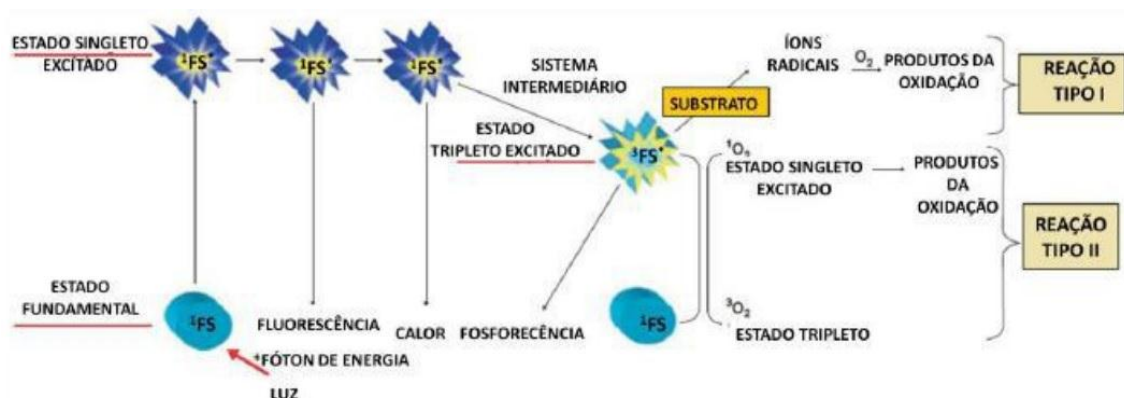 ESTADO SINGLETO
EXCÍTADO
¹FS*
¹FS*
¹FS*
SISTEMA
INTERMEDIÁRIO
ÍONS
RADICAIS
O₂
PRODUTOS DA
OXIDAÇÃO
REAÇÃO
TIPO I
SUBSTRATO
ESTADO
TRIPLETO EXCITADO
³FS*
¹O₂
ESTADO SINGLETO
EXCITADO
PRODUTOS
DA
OXIDAÇÃO
REAÇÃO
TIPO II
ESTADO
FUNDAMENTAL
¹FS
FLUORESCÊNCIA
CALOR
FOSFORECÊNCIA
¹FS
³O₂
ESTADO TRIPLETO
*FÓTON DE ENERGIA
LUZ